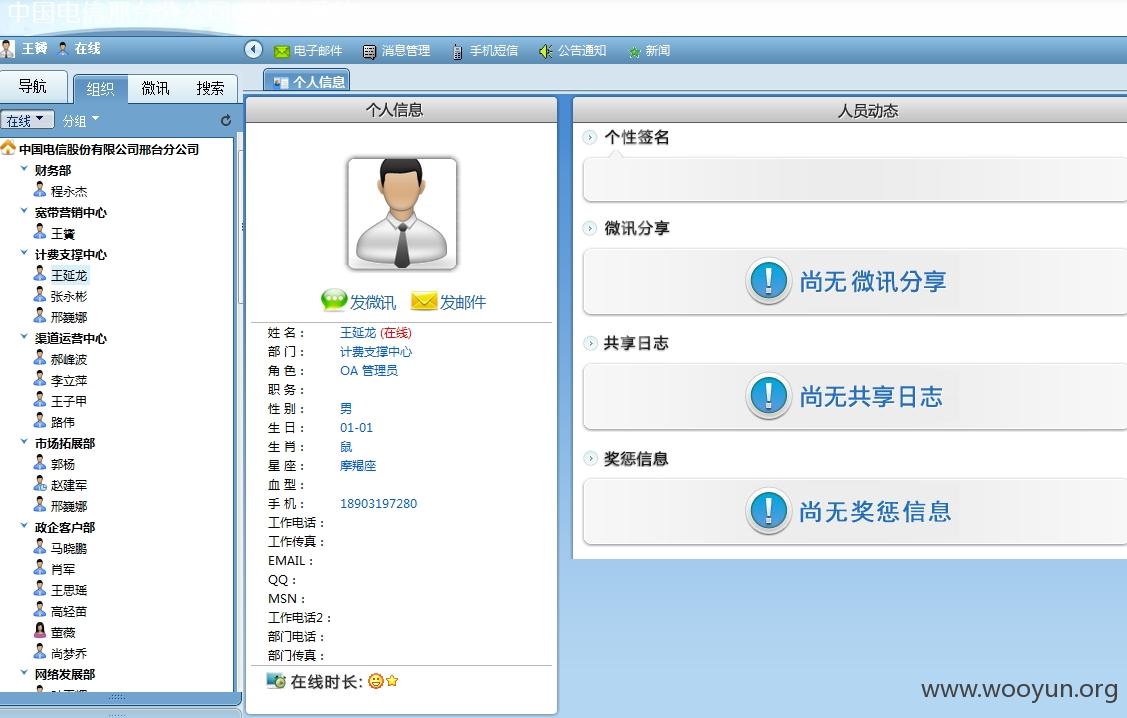 中国电信邢台分公司
王赟 在线
电子邮件 消息管理 手机短信 公告通知 新闻
导航 组织 微讯 搜索
个人信息
在线 分组
个人信息
人员动态
中国电信股份有限公司邢台分公司
财务部
程永杰
宽带营销中心
王赟
计费支撑中心
王延龙
张永彬
邢巍娜
渠道运营中心
郝峰波
李立萍
王子甲
路伟
市场拓展部
郭杨
赵建军
邢巍娜
政企客户部
马晓鹏
肖军
王思瑶
高轻苗
董薇
尚梦乔
网络发展部
发微讯 发邮件
姓 名： 王延龙 (在线)
部 门： 计费支撑中心
角 色： OA 管理员
职 务：
性 别： 男
生 日： 01-01
生 肖： 鼠
星 座： 摩羯座
血 型：
手 机： 18903197280
工作电话：
工作传真：
EMAIL：
QQ：
MSN：
工作电话2：
部门电话：
部门传真：
在线时长:
个性签名
微讯分享
尚无 微讯分享
共享日志
尚无共享日志
奖惩信息
尚无奖惩信息
www.wooyun.org